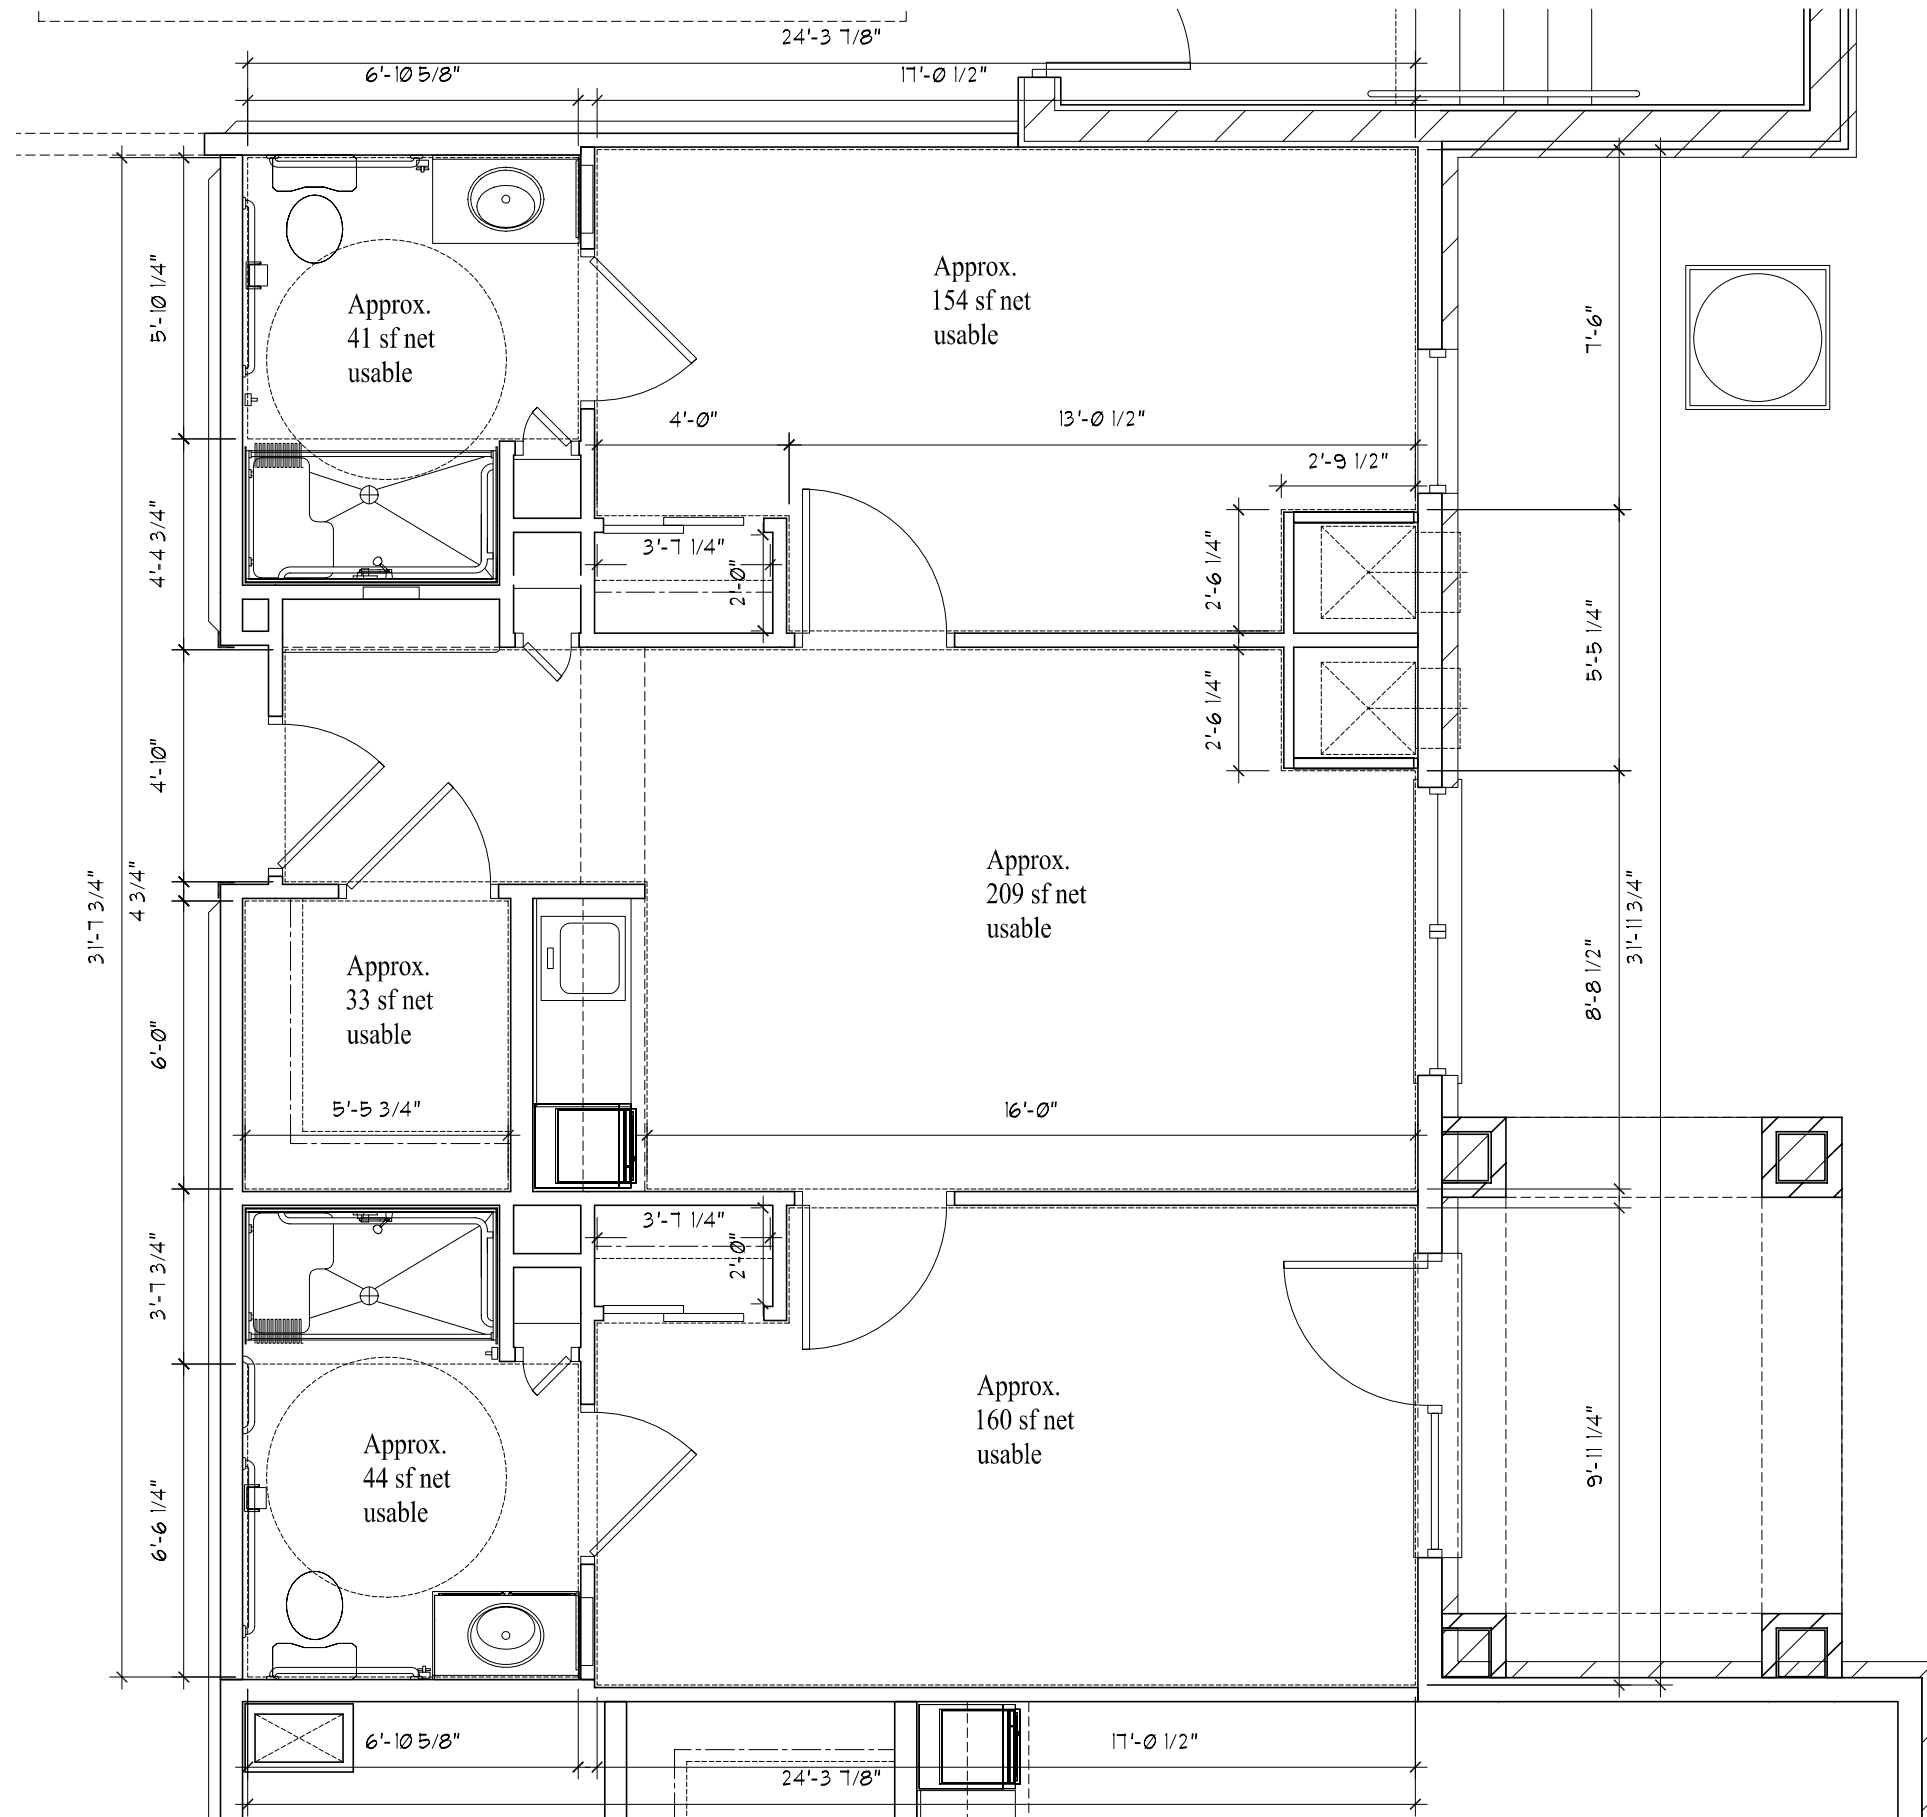 24'-3 7/8"
6'-10 5/8"
17'-0 1/2"
Approx.
154 sf net
usable
Approx.
41 sf net
usable
5'-10 1/4"
7'-6"
4'-0"
13'-0 1/2"
2'-9 1/2"
4'-4 3/4"
3'-7 1/4"
2'-0"
2'-6 1/4"
5'-5 1/4"
2'-6 1/4"
4'-10"
Approx.
209 sf net
usable
31'-7 3/4"
4 3/4"
31'-11 3/4"
Approx.
33 sf net
usable
8'-8 1/2"
6'-0"
5'-5 3/4"
16'-0"
3'-7 1/4"
2'-0"
3'-7 3/4"
Approx.
160 sf net
usable
Approx.
44 sf net
usable
9'-11 1/4"
6'-6 1/4"
6'-10 5/8"
17'-0 1/2"
24'-3 7/8"